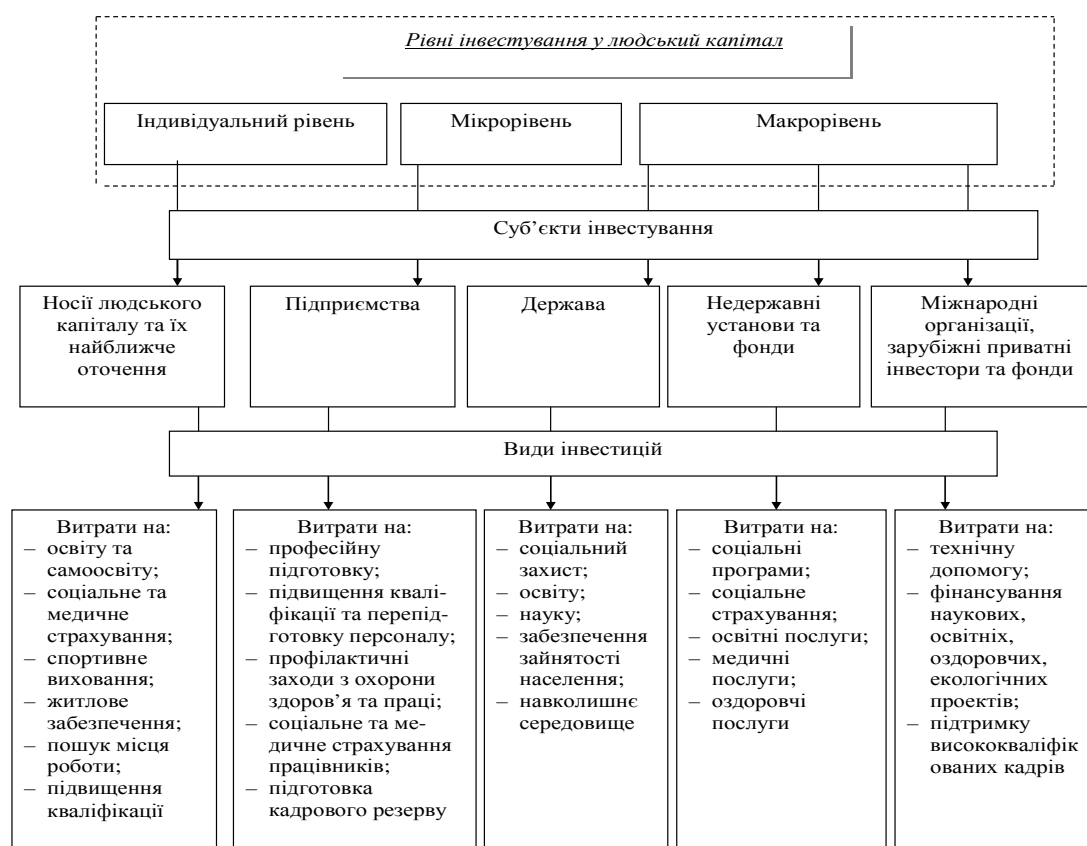 Рівні інвестування у людський капітал
Індивідуальний рівень
Мікрорівень
Макрорівень
Суб’єкти інвестування
Носії людського
капіталу та їх
найближче
оточення
Підприємства
Держава
Недержавні
установи та
фонди
Міжнародні
організації,
зарубіжні приватні
інвестори та фонди
Види інвестицій
Витрати на:
– освіту та
самоосвіту;
– соціальне та
медичне
страхування;
– спортивне
виховання;
– житлове
забезпечення;
– пошук місця
роботи;
– підвищення
кваліфікації
Витрати на:
– професійну
підготовку;
– підвищення квалі-
фікації та перепід-
готовку персоналу;
– профілактичні
заходи з охорони
здоров’я та праці;
– соціальне та ме-
дичне страхування
працівників;
– підготовка
кадрового резерву
Витрати на:
– соціальний
захист;
– освіту;
– науку;
– забезпечення
зайнятості
населення;
– навколишнє
середовище
Витрати на:
– соціальні
програми;
– соціальне
страхування;
– освітні послуги;
– медичні
послуги;
– оздоровчі
послуги
Витрати на:
– технічну
допомогу;
– фінансування
наукових,
освітніх,
оздоровчих,
екологічних
проектів;
– підтримку
висококваліфік
ованих кадрів